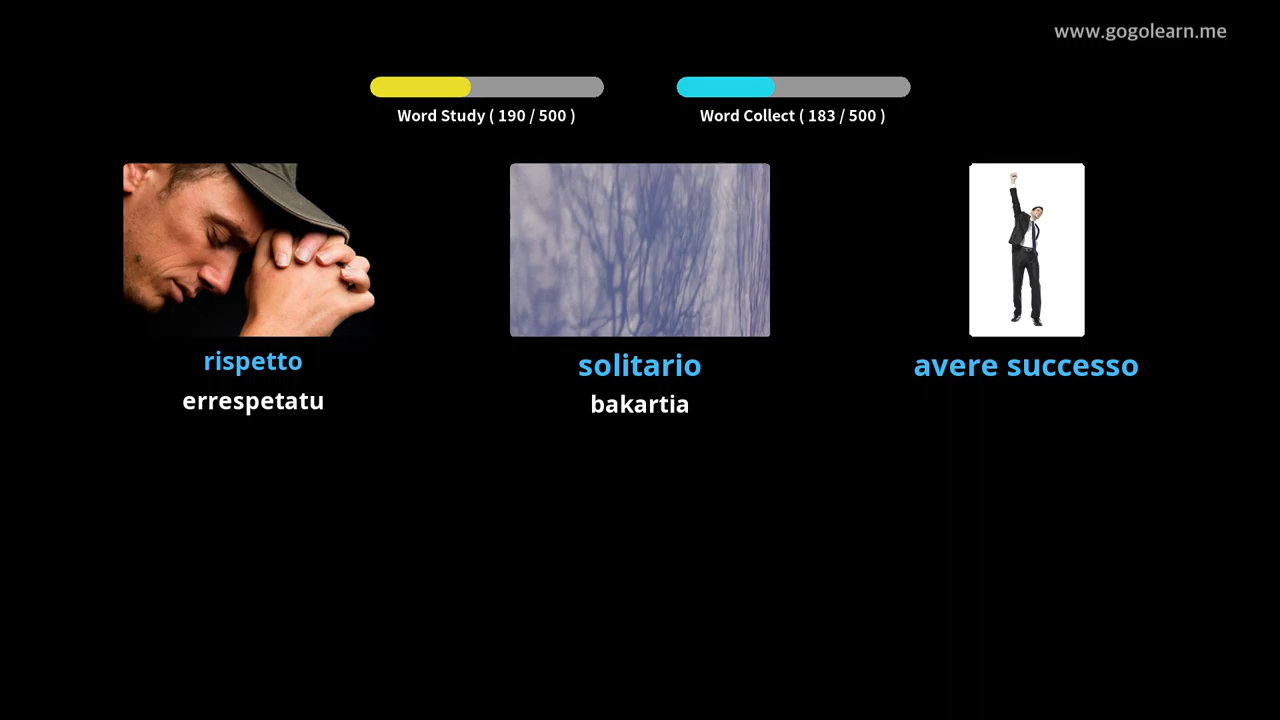 www.gogolearn.me
Word Study ( 190 / 500 )
Word Collect ( 183 / 500 )
rispetto
errespetatu
solitario
bakartia
avere successo